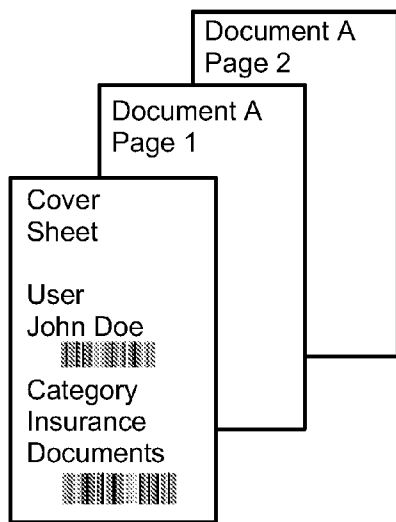 Document A
Page 2
Document A
Page 1
Cover
Sheet
User
John Doe
Category
Insurance
Documents